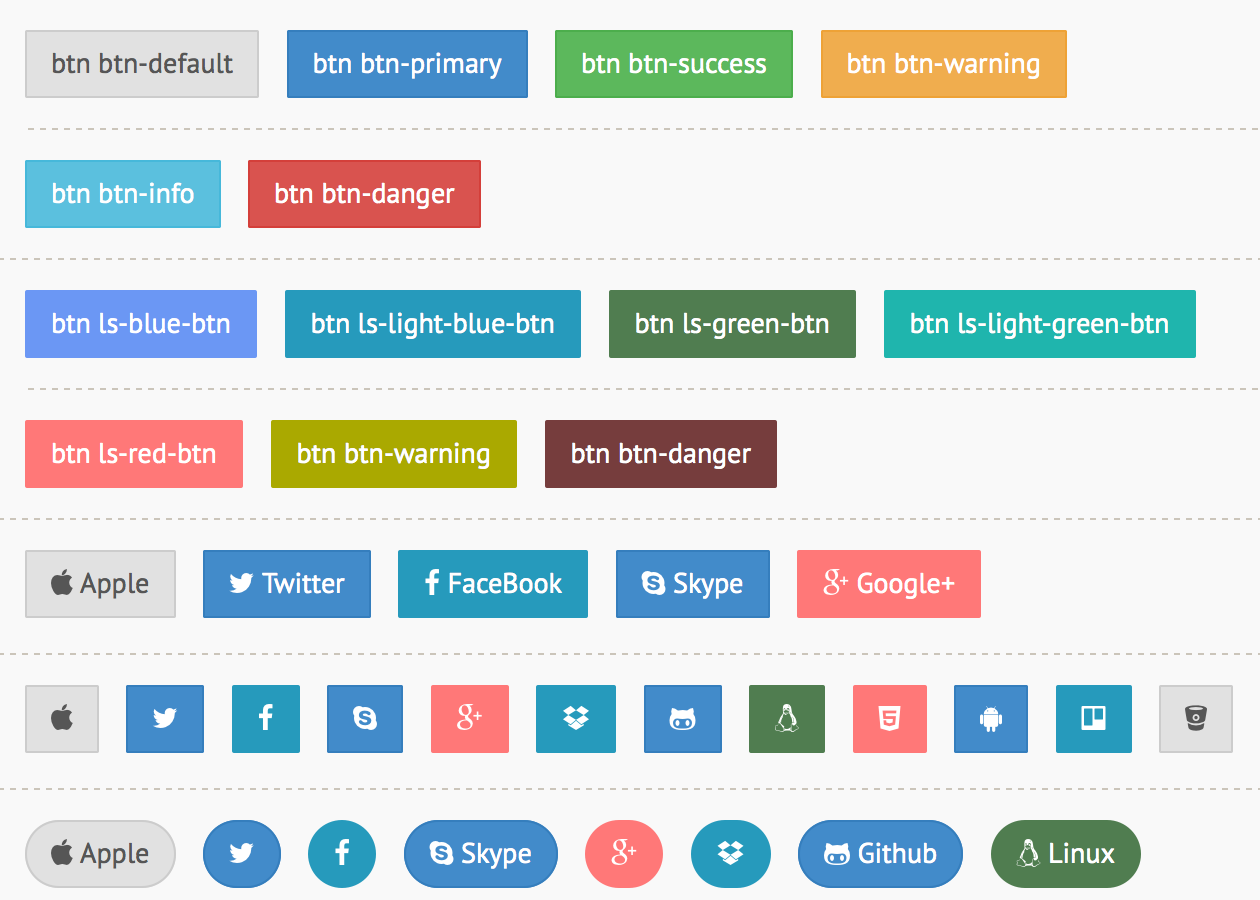 btn btn-default btn btn-primary btn btn-success btn btn-warning
btn btn-info btn btn-danger
btn ls-blue-btn btn ls-light-blue-btn btn ls-green-btn btn ls-light-green-btn
btn ls-red-btn btn btn-warning btn btn-danger
Apple Twitter FaceBook Skype g+ Google+
g+
Apple Skype g+ Github Linux